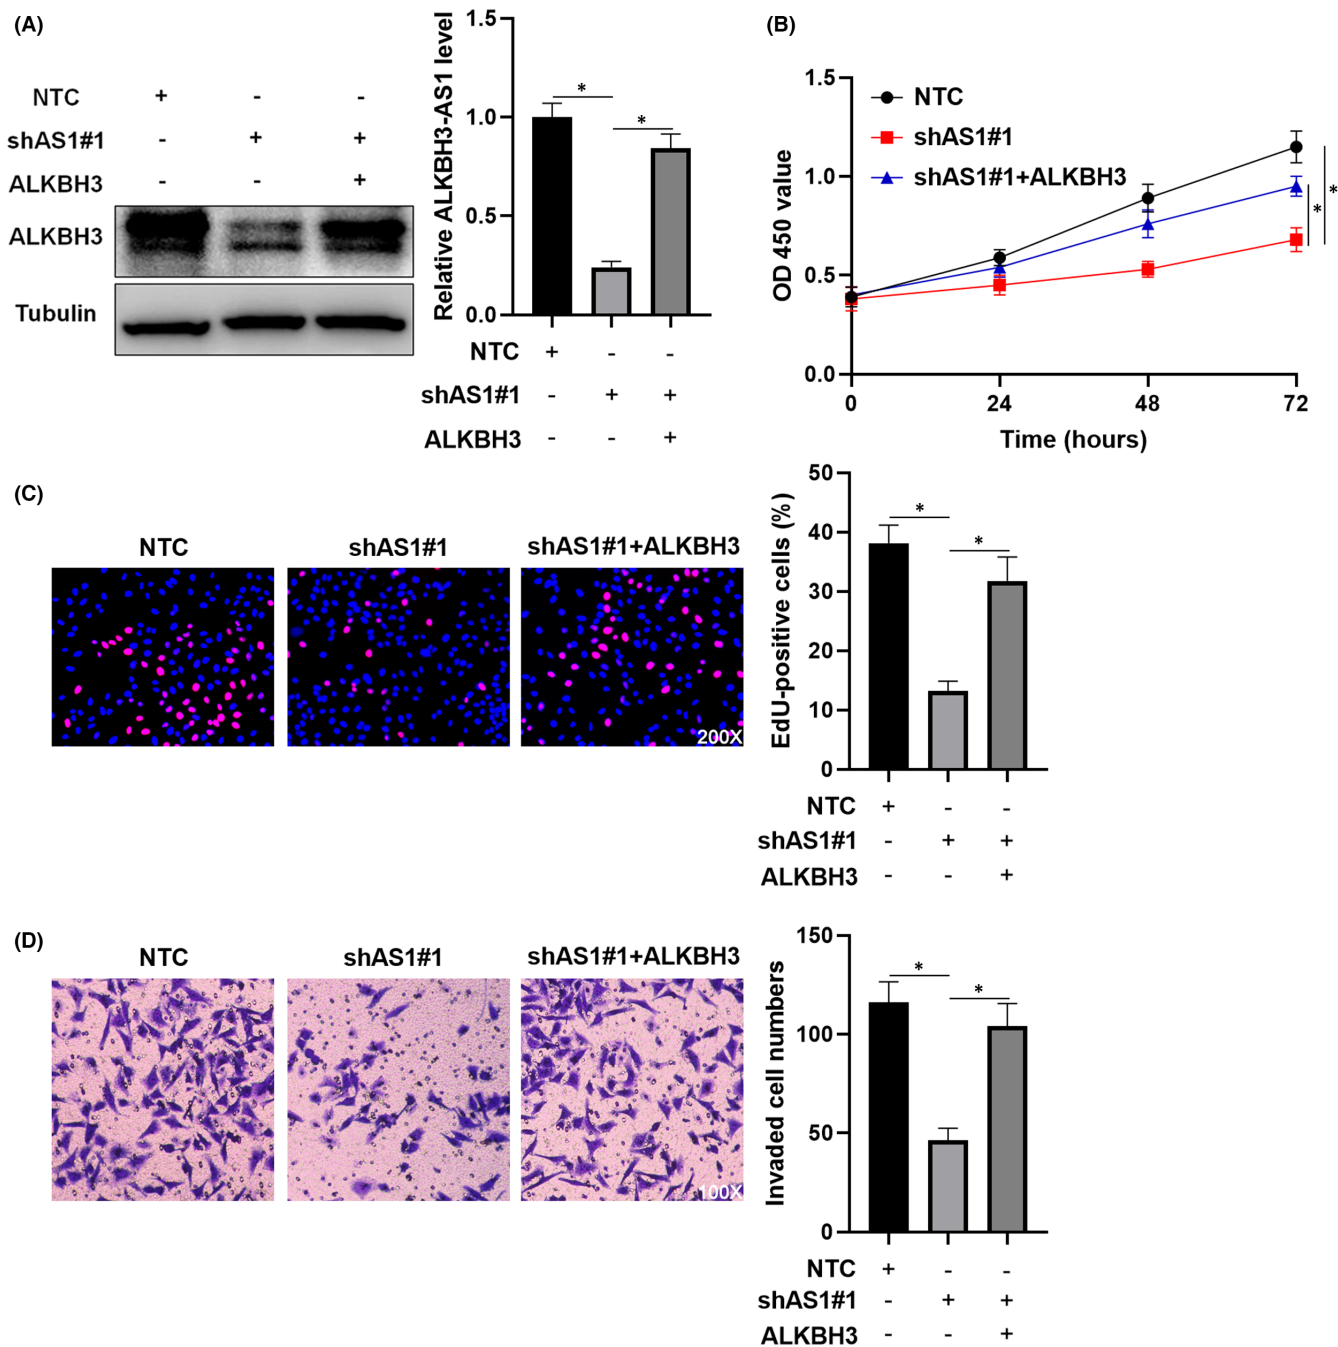 (A)
NTC + - -
shAS1#1 - + +
ALKBH3 - - +
ALKBH3
Tubulin
Relative ALKBH3-AS1 level
1.5
1.0
0.5
0.0
* *
NTC + - -
shAS1#1 - + +
ALKBH3 - - +
(B)
OD 450 value
1.5
1.0
0.5
0.0
NTC
shAS1#1
shAS1#1+ALKBH3
* *
0 24 48 72
Time (hours)
(C)
NTC shAS1#1 shAS1#1+ALKBH3
200X
EdU-positive cells (%)
50
40
30
20
10
0
* *
NTC + - -
shAS1#1 - + +
ALKBH3 - - +
(D)
NTC shAS1#1 shAS1#1+ALKBH3
100X
Invaded cell numbers
150
100
50
0
* *
NTC + - -
shAS1#1 - + +
ALKBH3 - - +